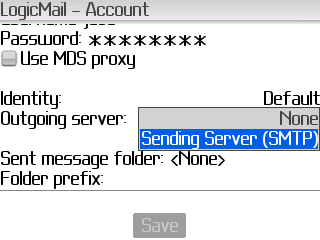 LogicMail - Account
Password: ********
Use MDS proxy
Identity: Default
Outgoing server: None
Sending Server (SMTP)
Sent message folder: <None>
Folder prefix:
Save